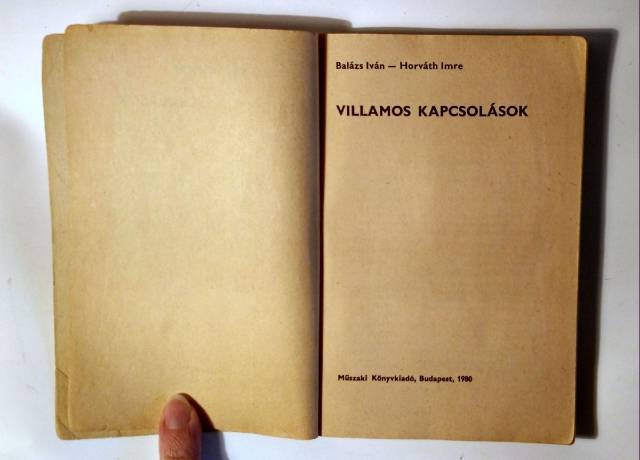 Balázs Iván — Horváth Imre
VILLAMOS KAPCSOLÁSOK
Műszaki Könyvkiadó, Budapest, 1980